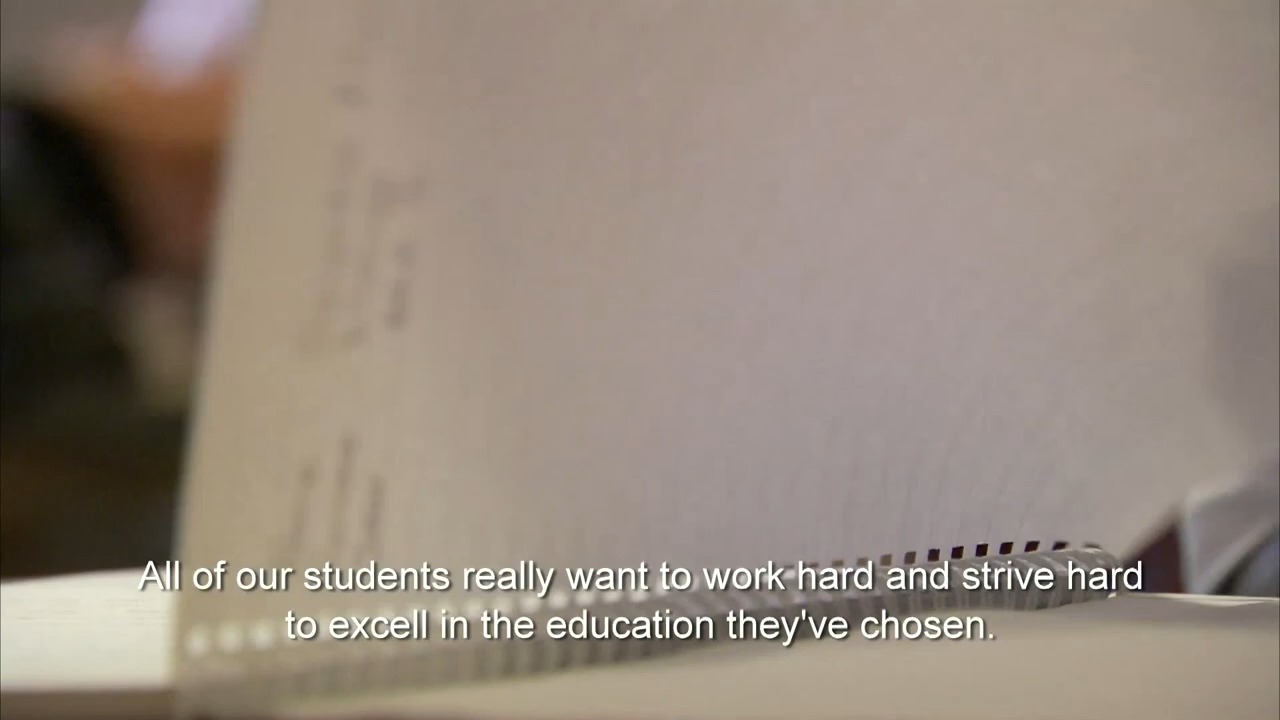 All of our students really want to work hard and strive hard
to excell in the education they've chosen.